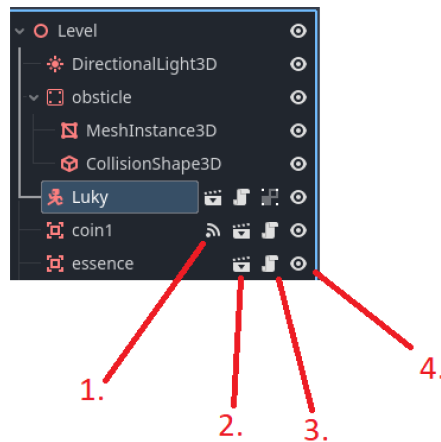 Level
DirectionalLight3D
obsticle
MeshInstance3D
CollisionShape3D
Luky
coin1
essence
1.
2.
3.
4.